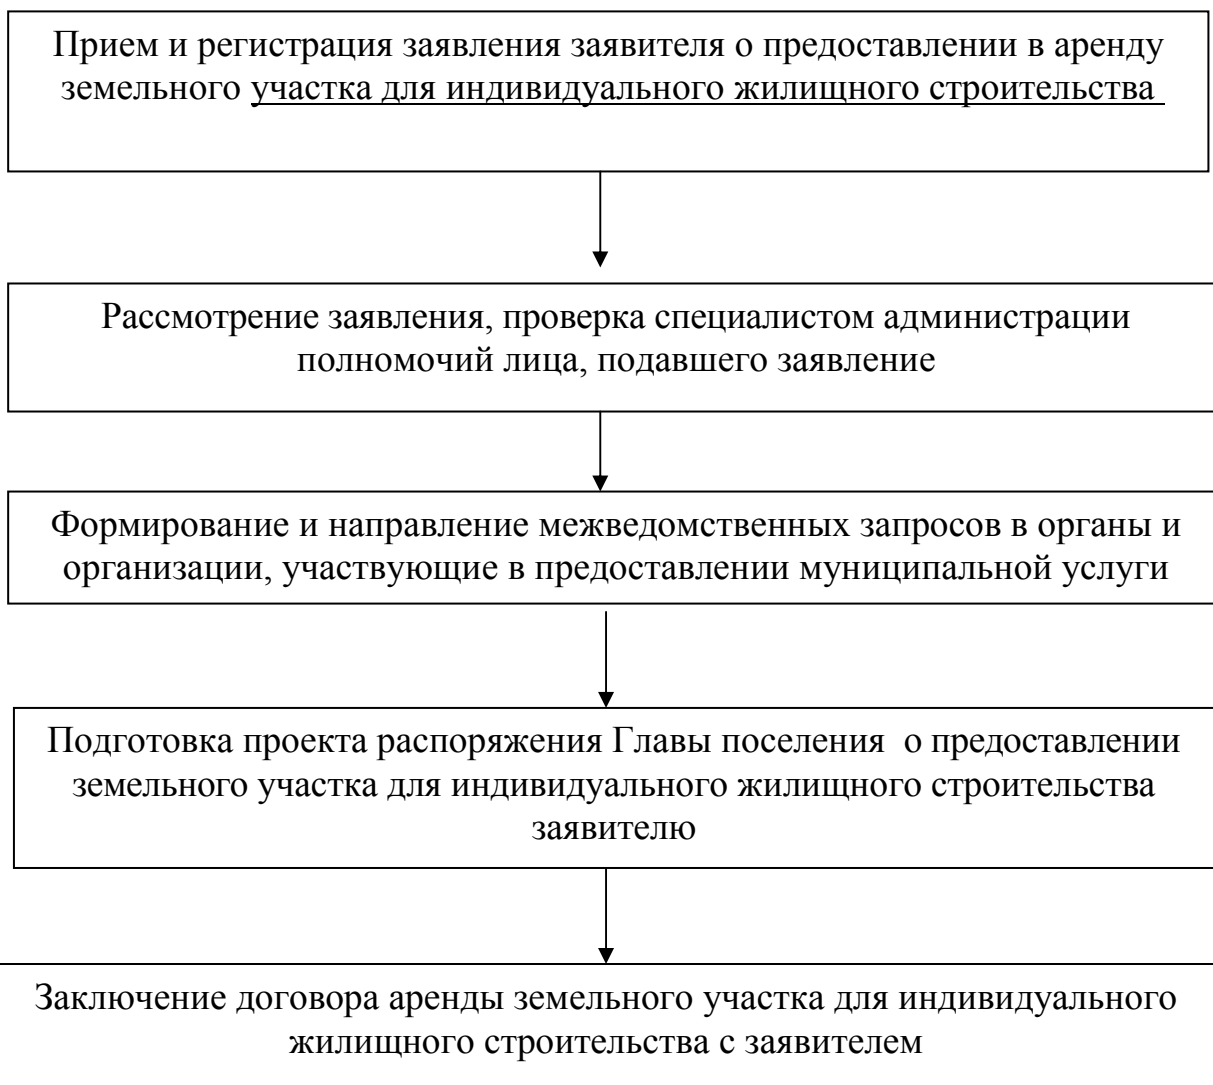 Прием и регистрация заявления заявителя о предоставлении в аренду
земельного участка для индивидуального жилищного строительства
Рассмотрение заявления, проверка специалистом администрации
полномочий лица, подавшего заявление
Формирование и направление межведомственных запросов в органы и
организации, участвующие в предоставлении муниципальной услуги
Подготовка проекта распоряжения Главы поселения о предоставлении
земельного участка для индивидуального жилищного строительства
заявителю
Заключение договора аренды земельного участка для индивидуального
жилищного строительства с заявителем